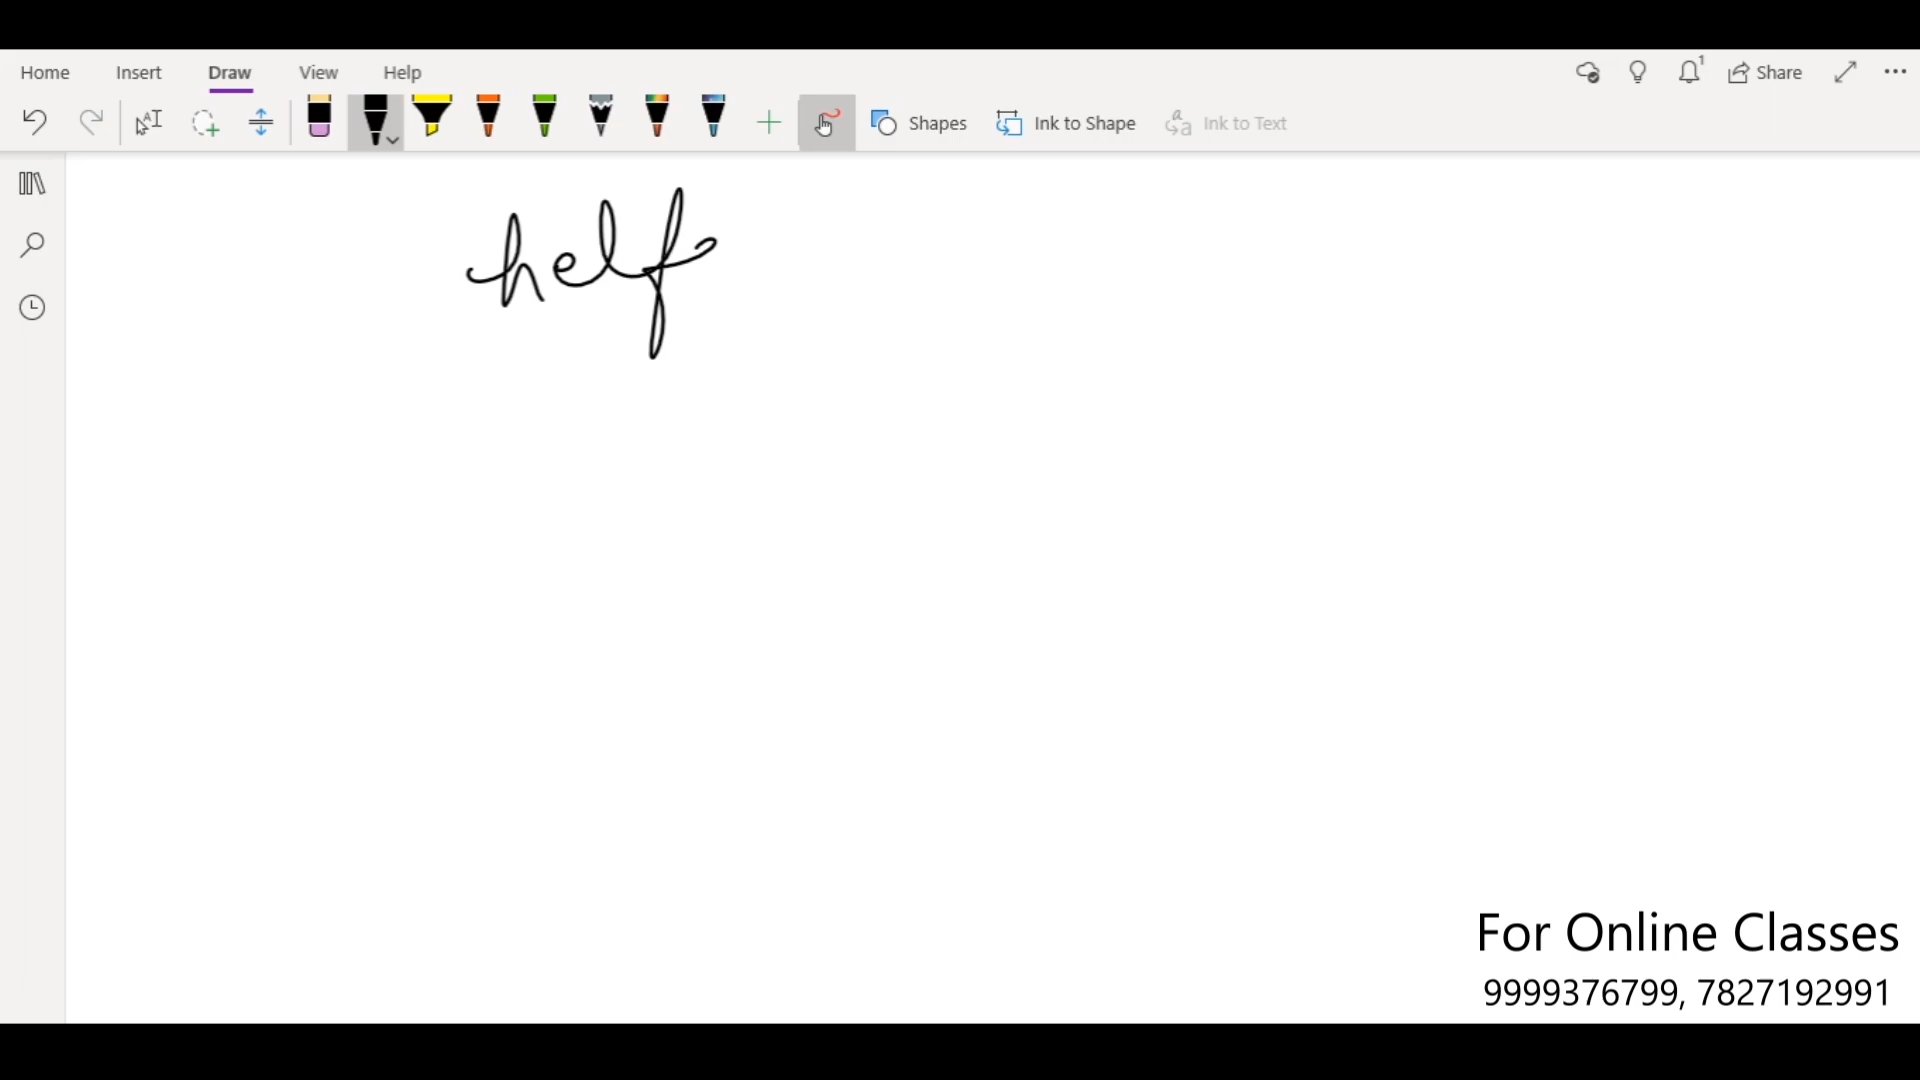 Home Insert Draw View Help Share
Shapes Ink to Shape Ink to Text
helf
For Online Classes
9999376799, 7827192991